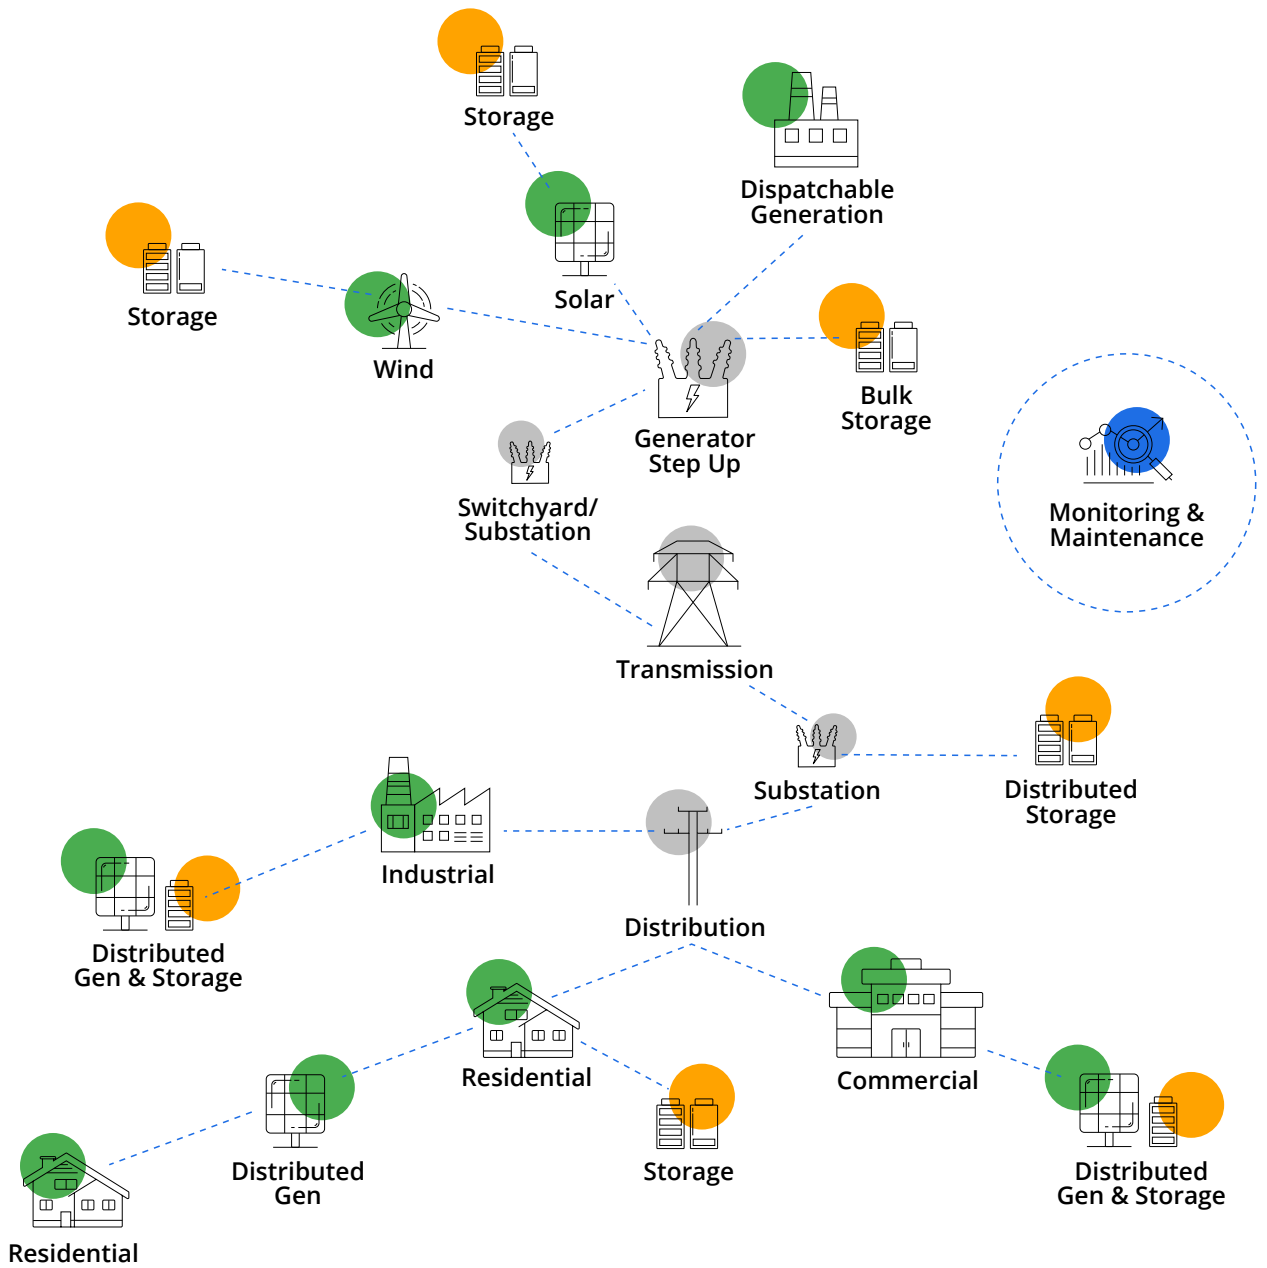 Storage
Dispatchable
Generation
Storage
Solar
Wind
Bulk
Storage
Generator
Step Up
Switchyard/
Substation
Monitoring &
Maintenance
Transmission
Substation
Distributed
Storage
Industrial
Distribution
Distributed
Gen & Storage
Residential
Commercial
Distributed
Gen
Storage
Distributed
Gen & Storage
Residential